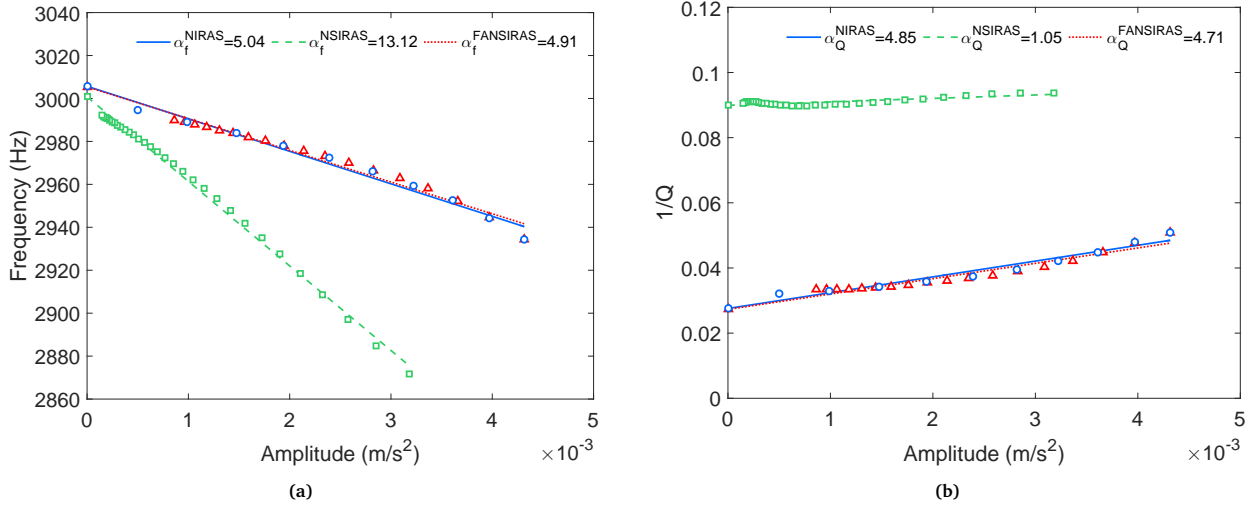 3040
3020
3000
2980
2960
2940
2920
2900
2880
2860
Frequency (Hz)
α_f^NIRAS=5.04 α_f^NSIRAS=13.12 α_f^FANSIRAS=4.91
0 1 2 3 4 5
Amplitude (m/s²) ×10⁻³
(a)
0.12
0.1
0.08
0.06
0.04
0.02
0
1/Q
α_Q^NIRAS=4.85 α_Q^NSIRAS=1.05 α_Q^FANSIRAS=4.71
0 1 2 3 4 5
Amplitude (m/s²) ×10⁻³
(b)